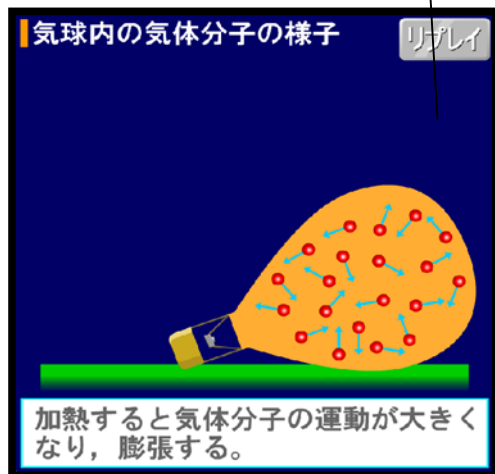 気球内の気体分子の様子
リプレイ
加熱すると気体分子の運動が大きく
なり，膨張する。